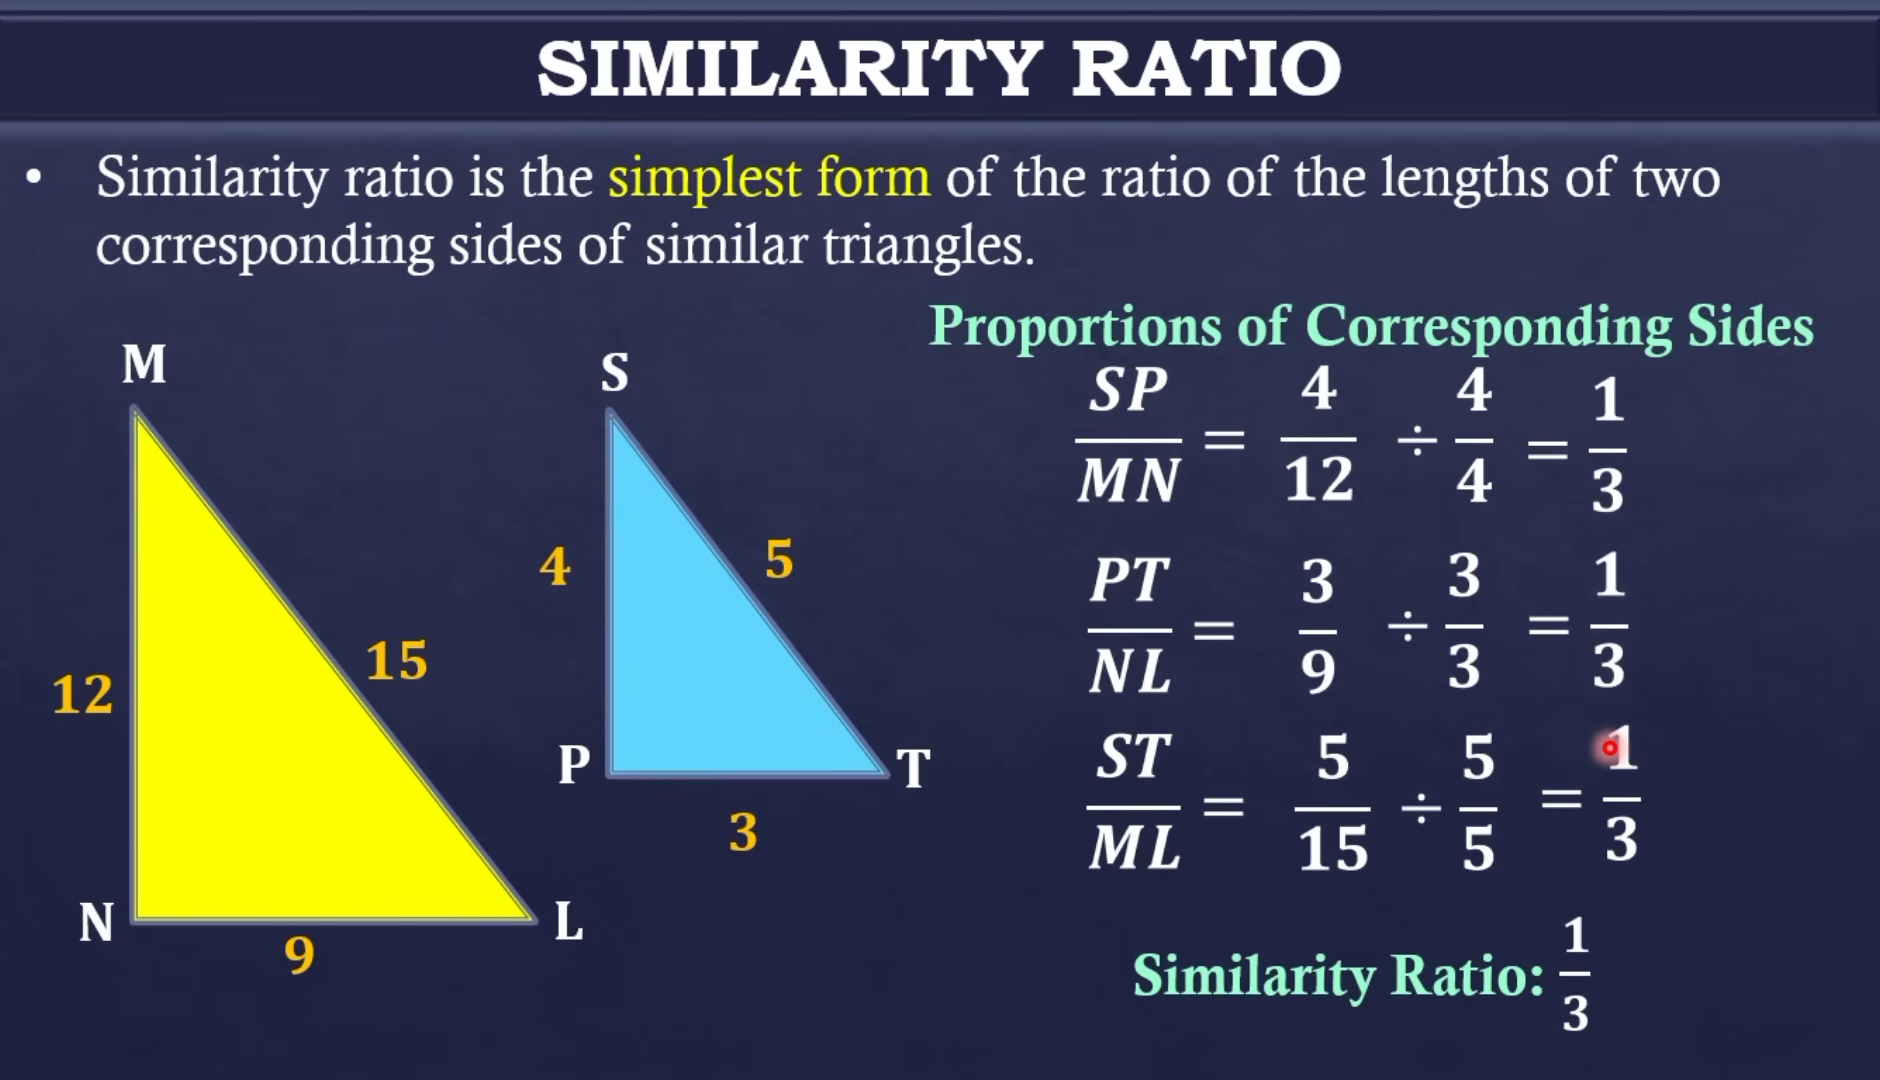 SIMILARITY RATIO
• Similarity ratio is the simplest form of the ratio of the lengths of two
corresponding sides of similar triangles.
Proportions of Corresponding Sides
M
12
15
N
9
L
S
4
5
P
T
3
SP/MN = 4/12 ÷ 4/4 = 1/3
PT/NL = 3/9 ÷ 3/3 = 1/3
ST/ML = 5/15 ÷ 5/5 = 1/3
Similarity Ratio: 1/3